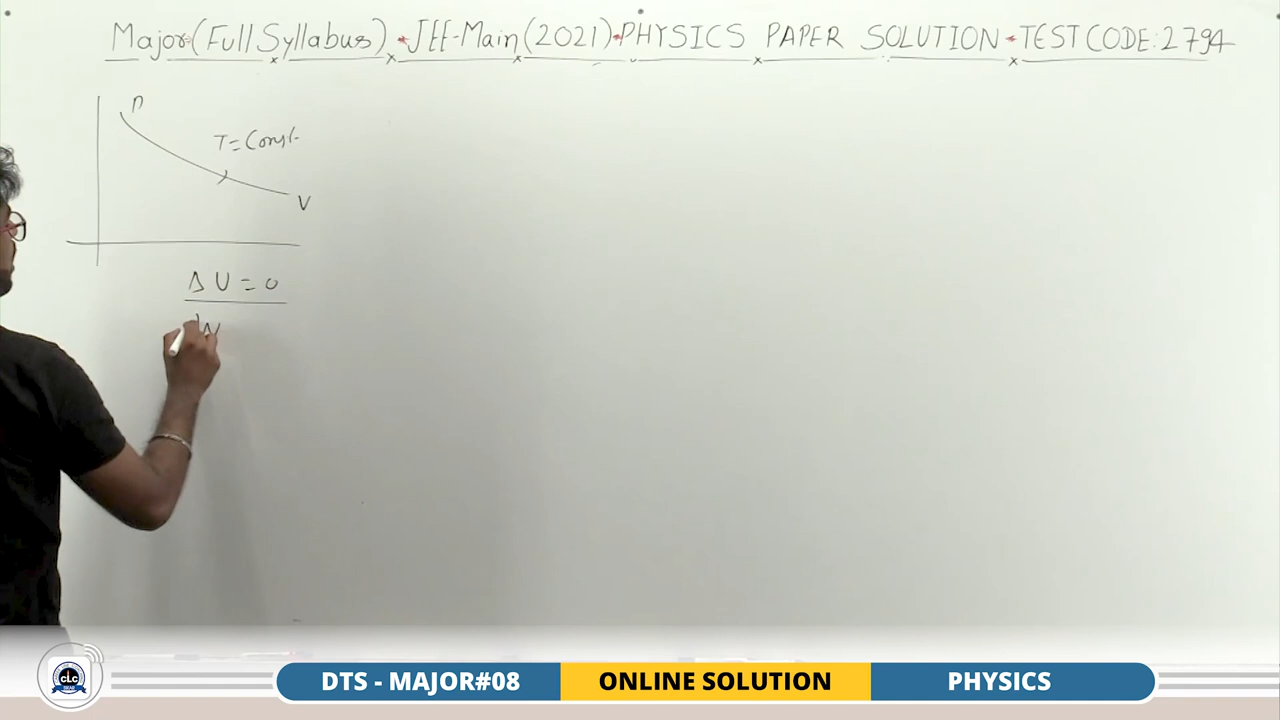 Major (Full Syllabus) • JEE-Main (2021) • PHYSICS PAPER SOLUTION • TEST CODE: 2794
T = Const
V
Δ U = 0
W
CLC
DTS - MAJOR#08 ONLINE SOLUTION PHYSICS